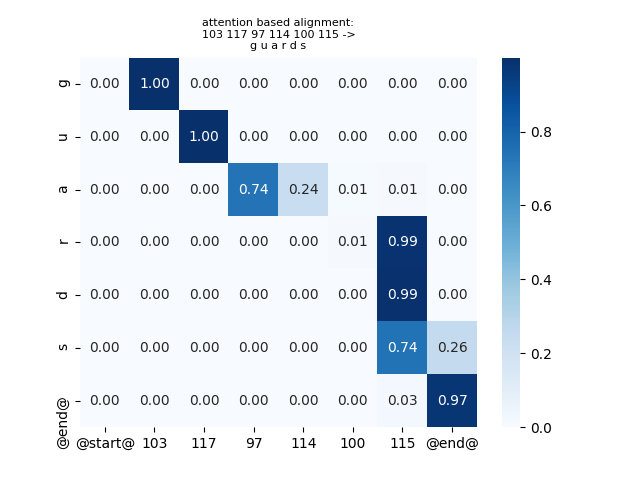 attention based alignment:
103 117 97 114 100 115 ->
g u a r d s
g 0.00 1.00 0.00 0.00 0.00 0.00 0.00 0.00
u 0.00 0.00 1.00 0.00 0.00 0.00 0.00 0.00
a 0.00 0.00 0.00 0.74 0.24 0.01 0.01 0.00
r 0.00 0.00 0.00 0.00 0.00 0.01 0.99 0.00
d 0.00 0.00 0.00 0.00 0.00 0.00 0.99 0.00
s 0.00 0.00 0.00 0.00 0.00 0.00 0.74 0.26
@end@ 0.00 0.00 0.00 0.00 0.00 0.00 0.03 0.97
@start@ 103 117 97 114 100 115 @end@
0.8
0.6
0.4
0.2
0.0